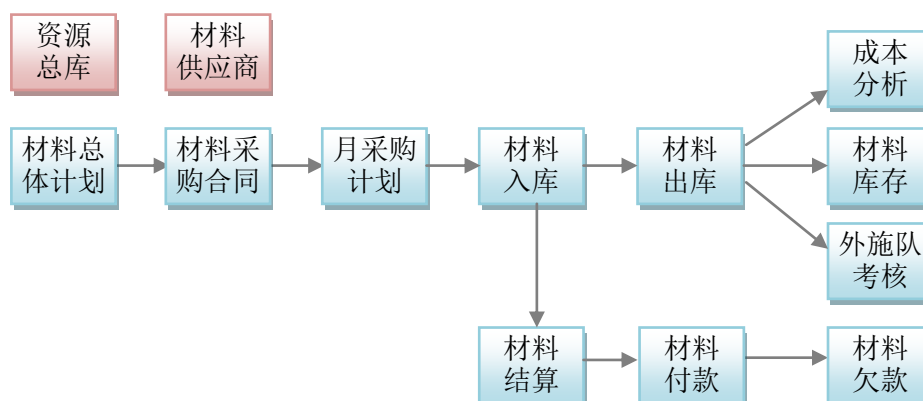 资源
总库
材料
供应商
成本
分析
材料总
体计划
材料采
购合同
月采购
计划
材料
入库
材料
出库
材料
库存
外施队
考核
材料
结算
材料
付款
材料
欠款